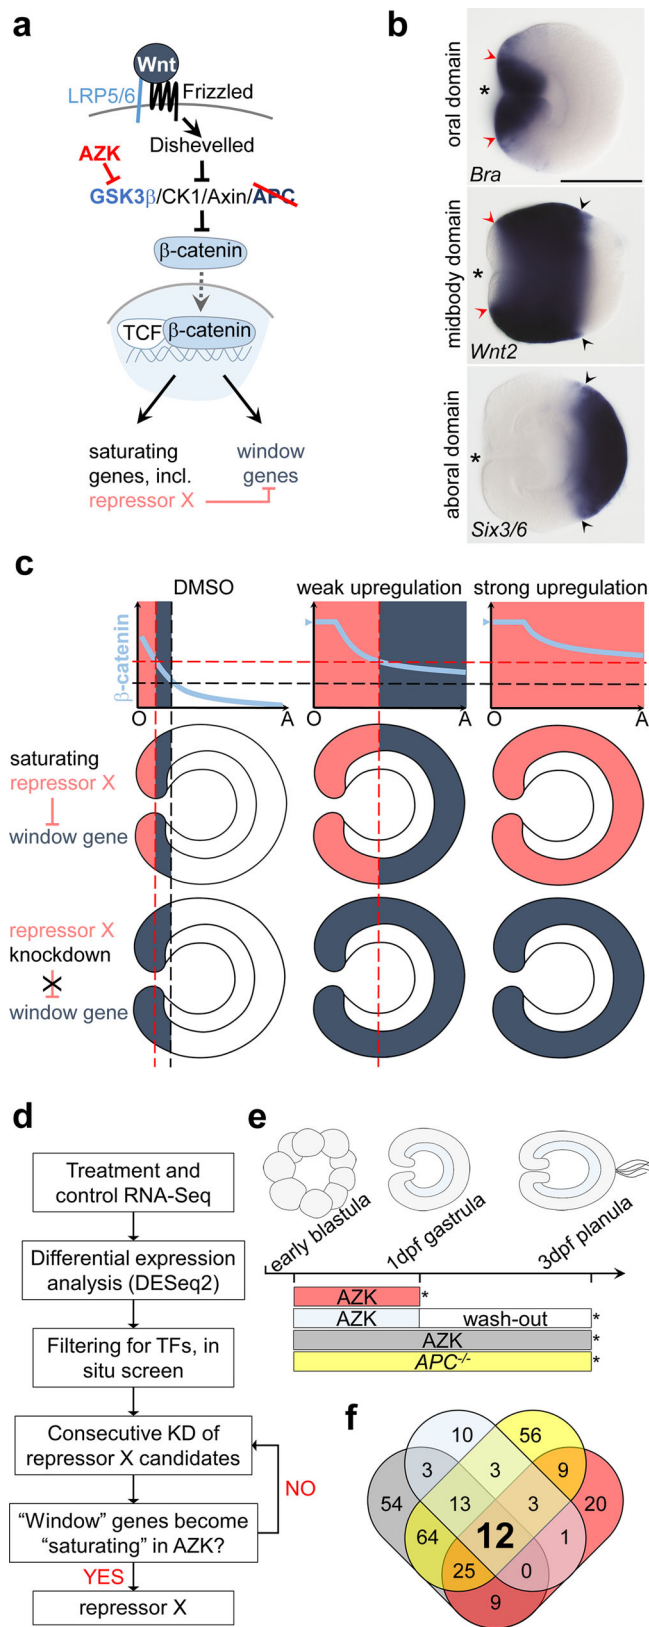 a
Wnt
LRP5/6
Frizzled
Dishevelled
AZK
GSK3β/CK1/Axin/APC
β-catenin
TCF
β-catenin
saturating
genes, incl.
repressor X
window
genes
b
oral domain
*
Bra
midbody domain
*
Wnt2
aboral domain
*
Six3/6
c
DMSO
weak upregulation
strong upregulation
β-catenin
O
A
O
A
O
A
saturating
repressor X
window gene
repressor X
knockdown
window gene
d
Treatment and
control RNA-Seq
Differential expression
analysis (DESeq2)
Filtering for TFs, in
situ screen
Consecutive KD of
repressor X candidates
NO
“Window” genes become
“saturating” in AZK?
YES
repressor X
e
early blastula
1dpf gastrula
3dpf planula
AZK
*
AZK
wash-out
*
AZK
*
APC-/-
*
f
10
56
3
3
9
54
13
3
20
64
12
1
25
0
9